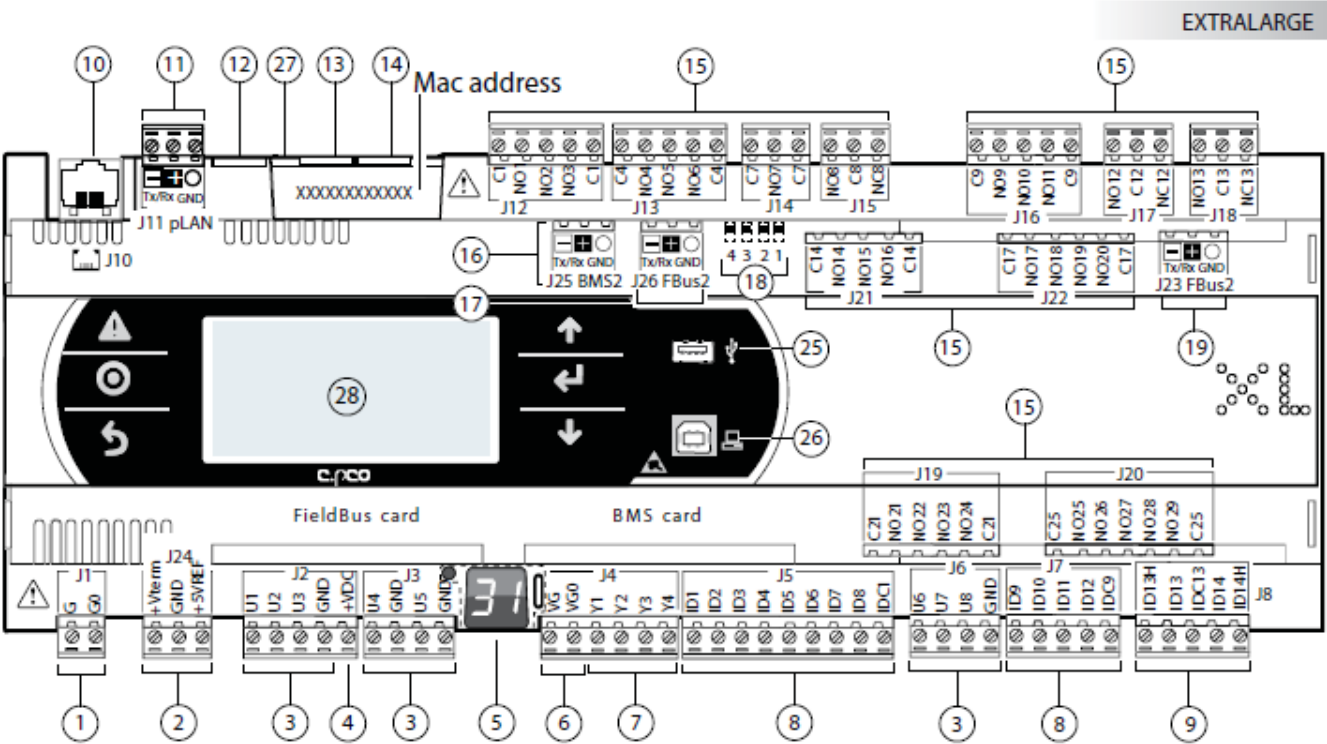 EXTRALARGE
10 11 12 27 13 14 15 15
Mac address
C1 NO1 NO2 NO3 C1 C4 NO4 NO5 NO6 C4 C7 NO7 C7 NO8 C8 NC8 C9 NO9 NO10 NO11 C9 NO12 C12 NC12 NO13 C13 NC13
XXXXXXXXXXXX
Tx/Rx GND
J11 pLAN
J12 J13 J14 J15 J16 J17 J18
J10
16
Tx/Rx GND
J25 BMS2
Tx/Rx GND
J26 FBus2
4 3 2 1
18
C14 NO14 NO15 NO16 C14
J21
C17 NO17 NO18 NO19 NO20 C17
J22
Tx/Rx GND
J23 FBus2
17
15
19
25
28
26
15
c.pco
XL
J19 J20
C21 NO21 NO22 NO23 NO24 C21 C25 NO25 NO26 NO27 NO28 NO29 C25
FieldBus card BMS card
J1 J24 J2 J3 J4 J5 J6 J7 J8
G G0 +Vterm GND +5VREF U1 U2 U3 GND +VDC U4 GND U5 GND
31
VG VG0 Y1 Y2 Y3 Y4 ID1 ID2 ID3 ID4 ID5 ID6 ID7 ID8 IDC1 U6 U7 U8 GND ID9 ID10 ID11 ID12 IDC9 ID13H ID13 IDC13 ID14 ID14H
1 2 3 4 3 5 6 7 8 3 8 9